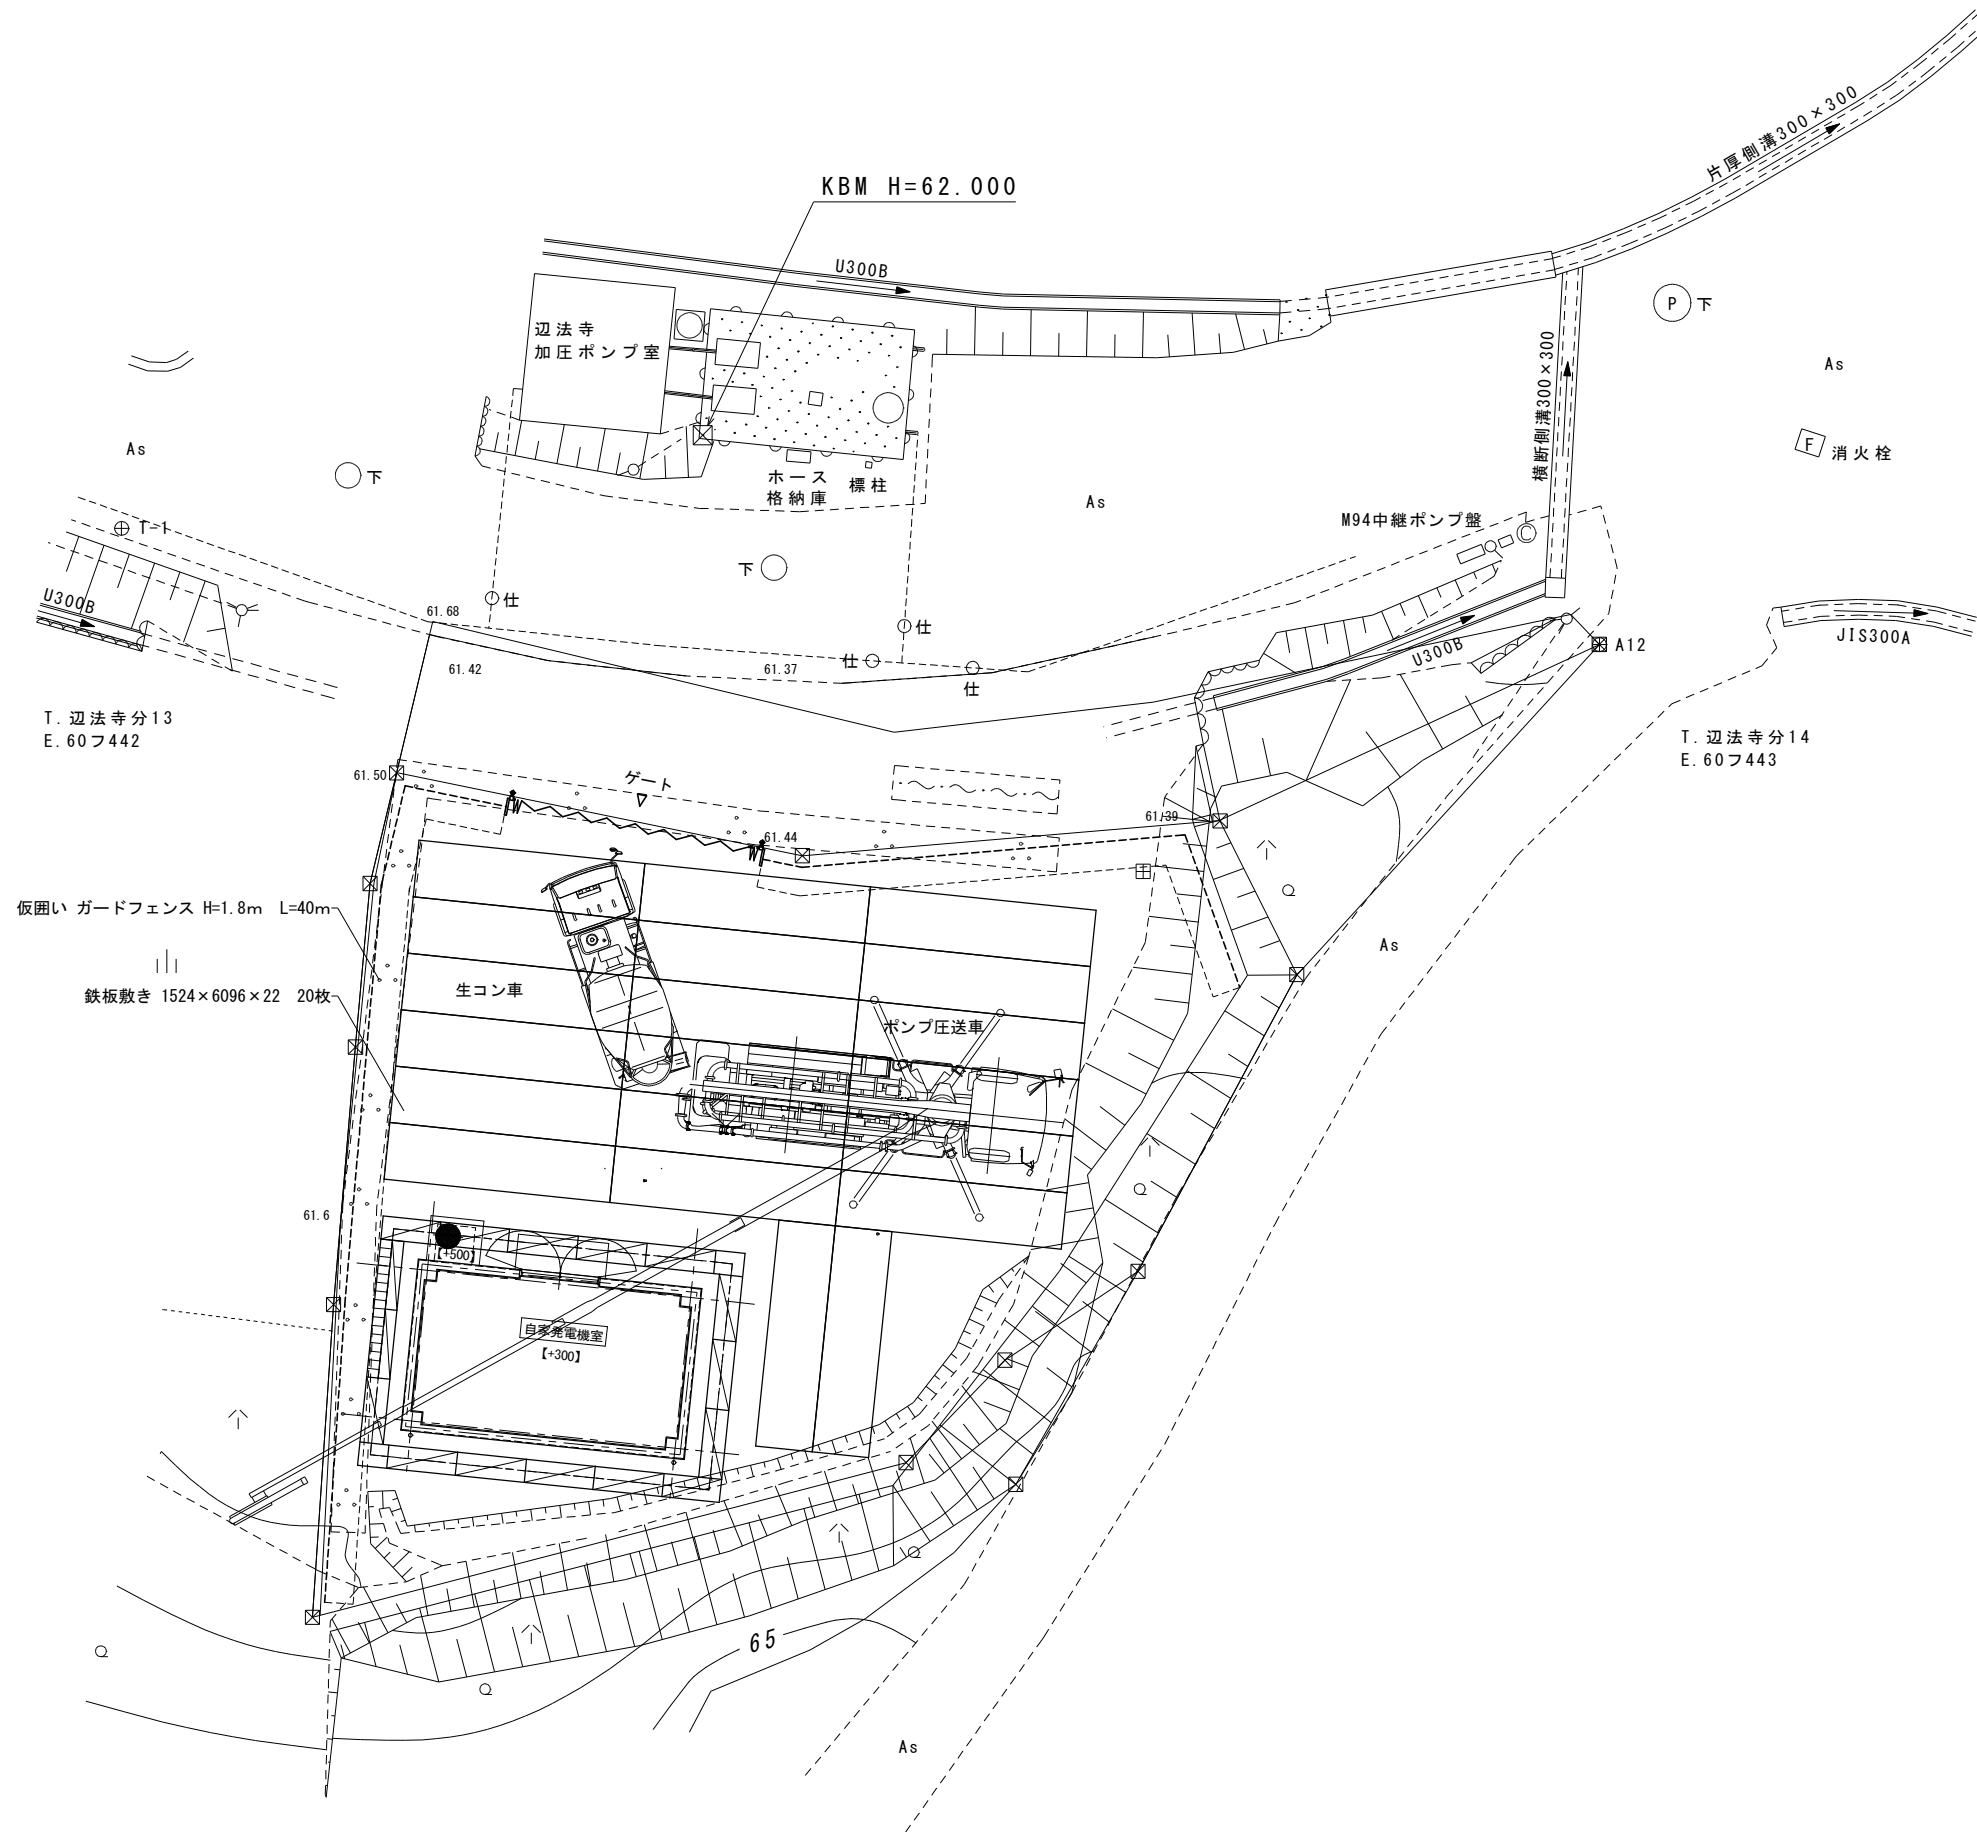 片厚側溝300×300
KBM H=62.000
U300B
P 下
辺法寺
加圧ポンプ室
横断側溝300×300
As
As
F 消火栓
下
ホース
格納庫
標柱
As
M94中継ポンプ盤
T-1
下
U300B
仕
61.68
仕
JIS300A
A12
U300B
61.42
61.37
仕
仕
T.辺法寺分13
E.60フ442
T.辺法寺分14
E.60フ443
61.50
ゲート
61.39
61.44
仮囲い ガードフェンス H=1.8m L=40m
As
鉄板敷き 1524×6096×22 20枚
生コン車
ポンプ圧送車
61.6
【+500】
自家発電機室
【+300】
65
As